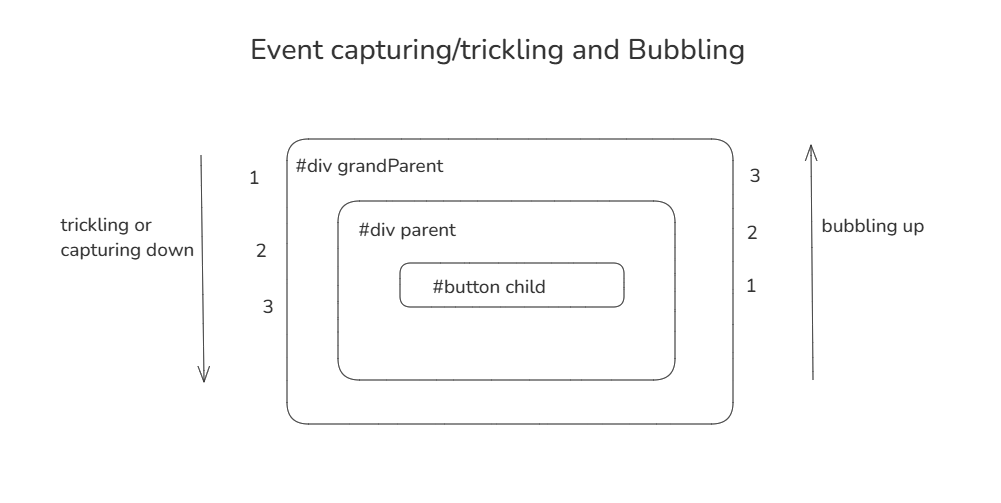 Event capturing/trickling and Bubbling
#div grandParent
1
3
trickling or
capturing down
#div parent
2
2
bubbling up
#button child
3
1